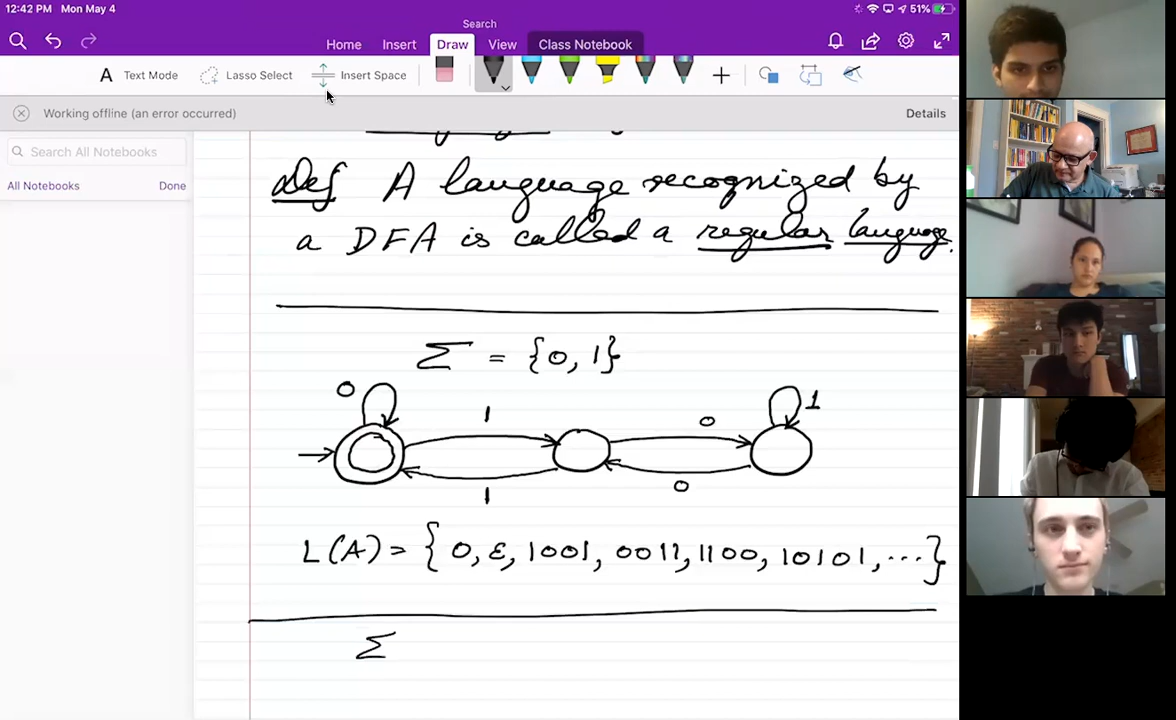 12:42 PM Mon May 4
51%
Search
Home Insert Draw View Class Notebook
A Text Mode Lasso Select Insert Space
Working offline (an error occurred) Details
Search All Notebooks
All Notebooks Done
Def A language recognized by
a DFA is called a regular language.
Σ = {0, 1}
0 1 0 1
1 0
L(A) = { 0, ε, 1001, 0011, 1100, 10101, ... }
Σ